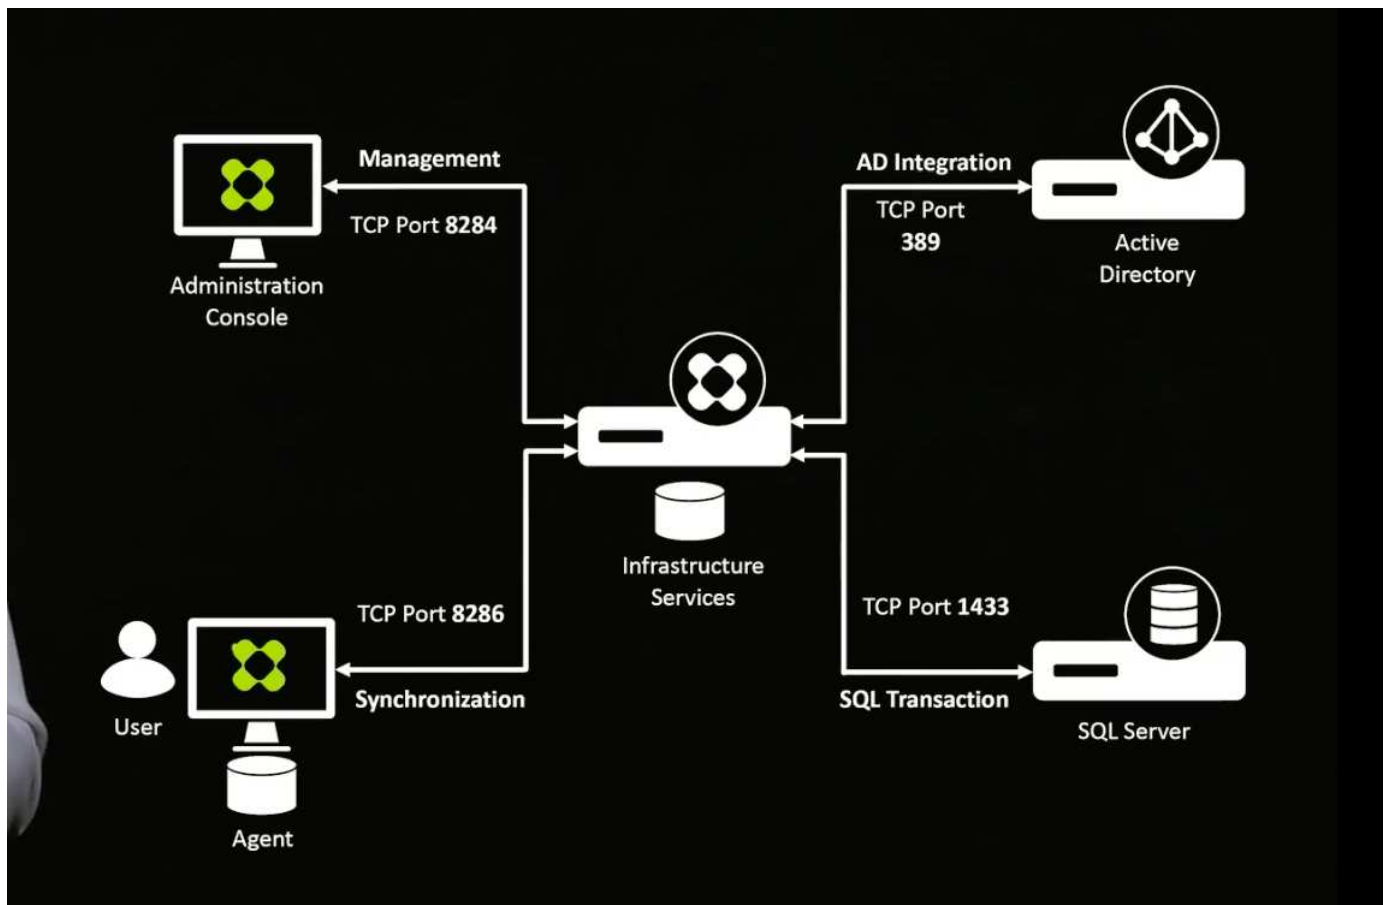 Management
TCP Port 8284
Administration
Console
AD Integration
TCP Port
389
Active
Directory
Infrastructure
Services
TCP Port 8286
Synchronization
User
Agent
TCP Port 1433
SQL Transaction
SQL Server